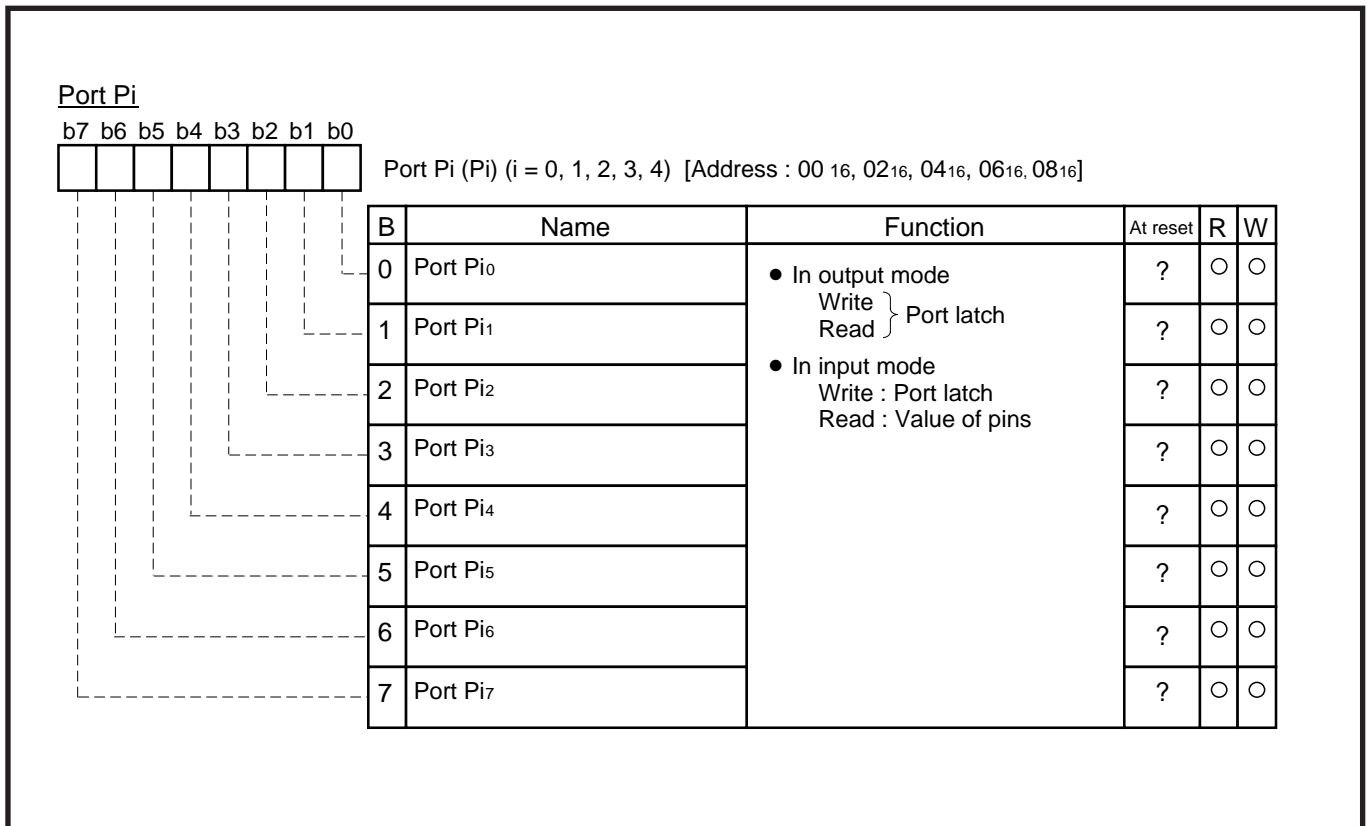 Port Pi
b7 b6 b5 b4 b3 b2 b1 b0
Port Pi (Pi) (i = 0, 1, 2, 3, 4) [Address : 00 16, 0216, 0416, 0616, 0816]
B Name Function At reset R W
0 Port Pi0 ? ○ ○
● In output mode
Write
Read } Port latch
1 Port Pi1 ? ○ ○
● In input mode
Write : Port latch
Read : Value of pins
2 Port Pi2 ? ○ ○
3 Port Pi3 ? ○ ○
4 Port Pi4 ? ○ ○
5 Port Pi5 ? ○ ○
6 Port Pi6 ? ○ ○
7 Port Pi7 ? ○ ○